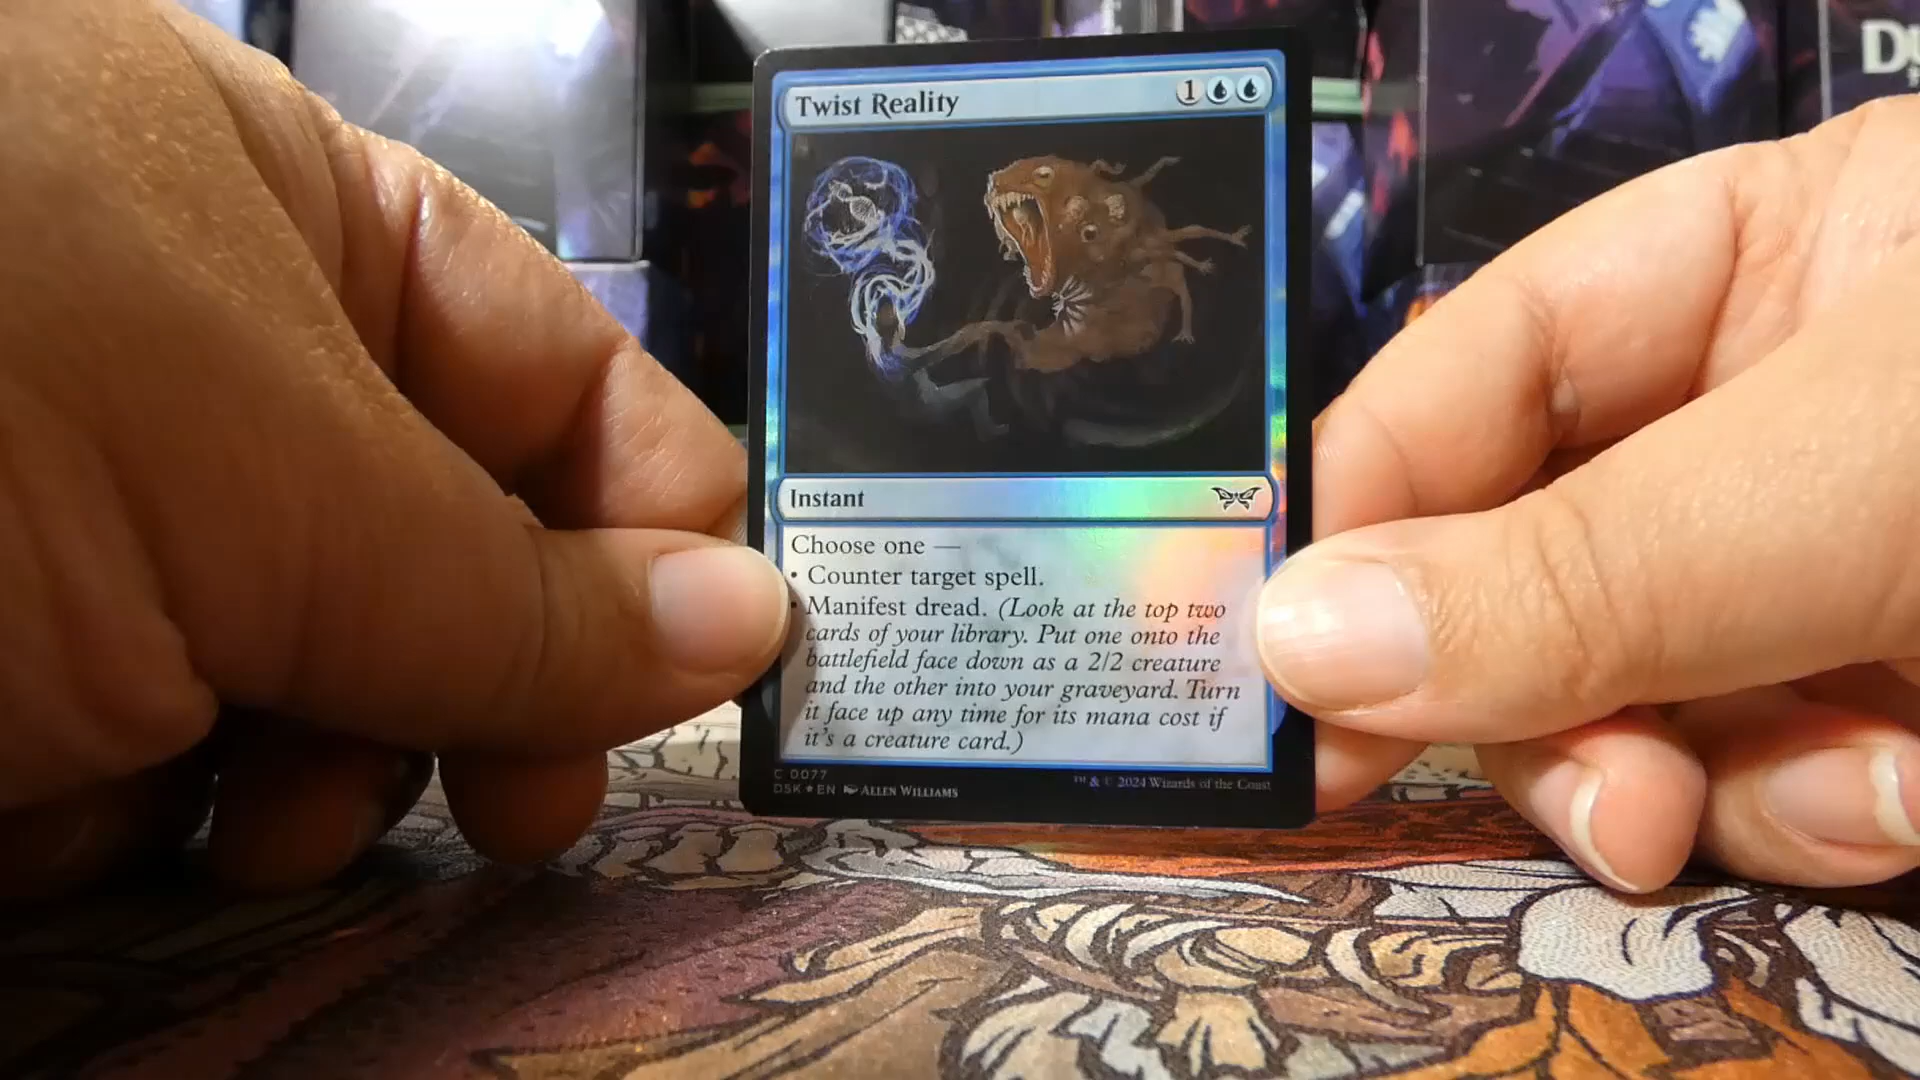 Twist Reality 1
Instant
Choose one —
• Counter target spell.
• Manifest dread. (Look at the top two
cards of your library. Put one onto the
battlefield face down as a 2/2 creature
and the other into your graveyard. Turn
it face up any time for its mana cost if
it's a creature card.)
C 0077
DSK ★ EN ALLEN WILLIAMS
™ & © 2024 Wizards of the Coast